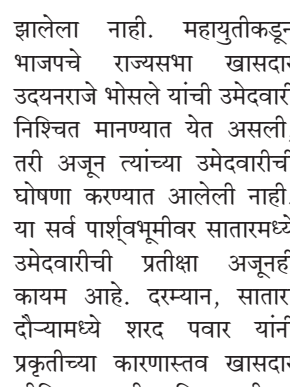 झालेला नाही. महायुतीकडून
भाजपचे राज्यसभा खासदार
उदयनराजे भोसले यांची उमेदवारी
निश्चित मानण्यात येत असली,
तरी अजून त्यांच्या उमेदवारीची
घोषणा करण्यात आलेली नाही.
या सर्व पार्श्वभूमीवर सातारमध्ये
उमेदवारीची प्रतीक्षा अजूनही
कायम आहे. दरम्यान, सातारा
दौऱ्यामध्ये शरद पवार यांनी
प्रकृतीच्या कारणास्तव खासदार